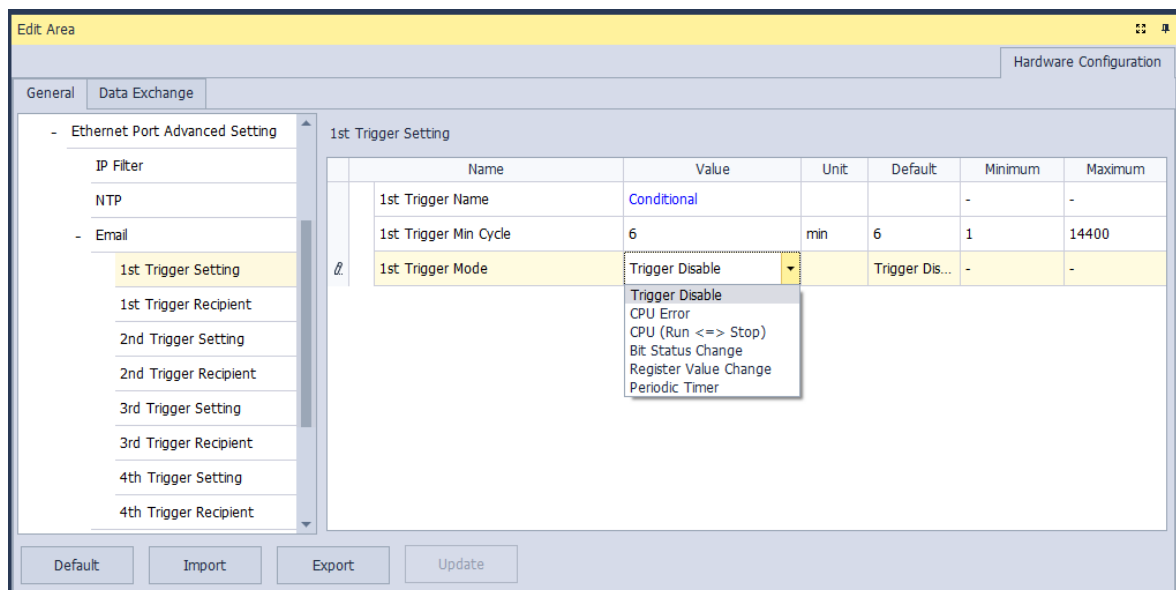 Edit Area
Hardware Configuration
General Data Exchange
- Ethernet Port Advanced Setting
IP Filter
NTP
- Email
1st Trigger Setting
1st Trigger Recipient
2nd Trigger Setting
2nd Trigger Recipient
3rd Trigger Setting
3rd Trigger Recipient
4th Trigger Setting
4th Trigger Recipient
1st Trigger Setting
Name Value Unit Default Minimum Maximum
1st Trigger Name Conditional - -
1st Trigger Min Cycle 6 min 6 1 14400
1st Trigger Mode Trigger Disable Trigger Dis... - -
Trigger Disable
CPU Error
CPU (Run <=> Stop)
Bit Status Change
Register Value Change
Periodic Timer
Default Import Export Update